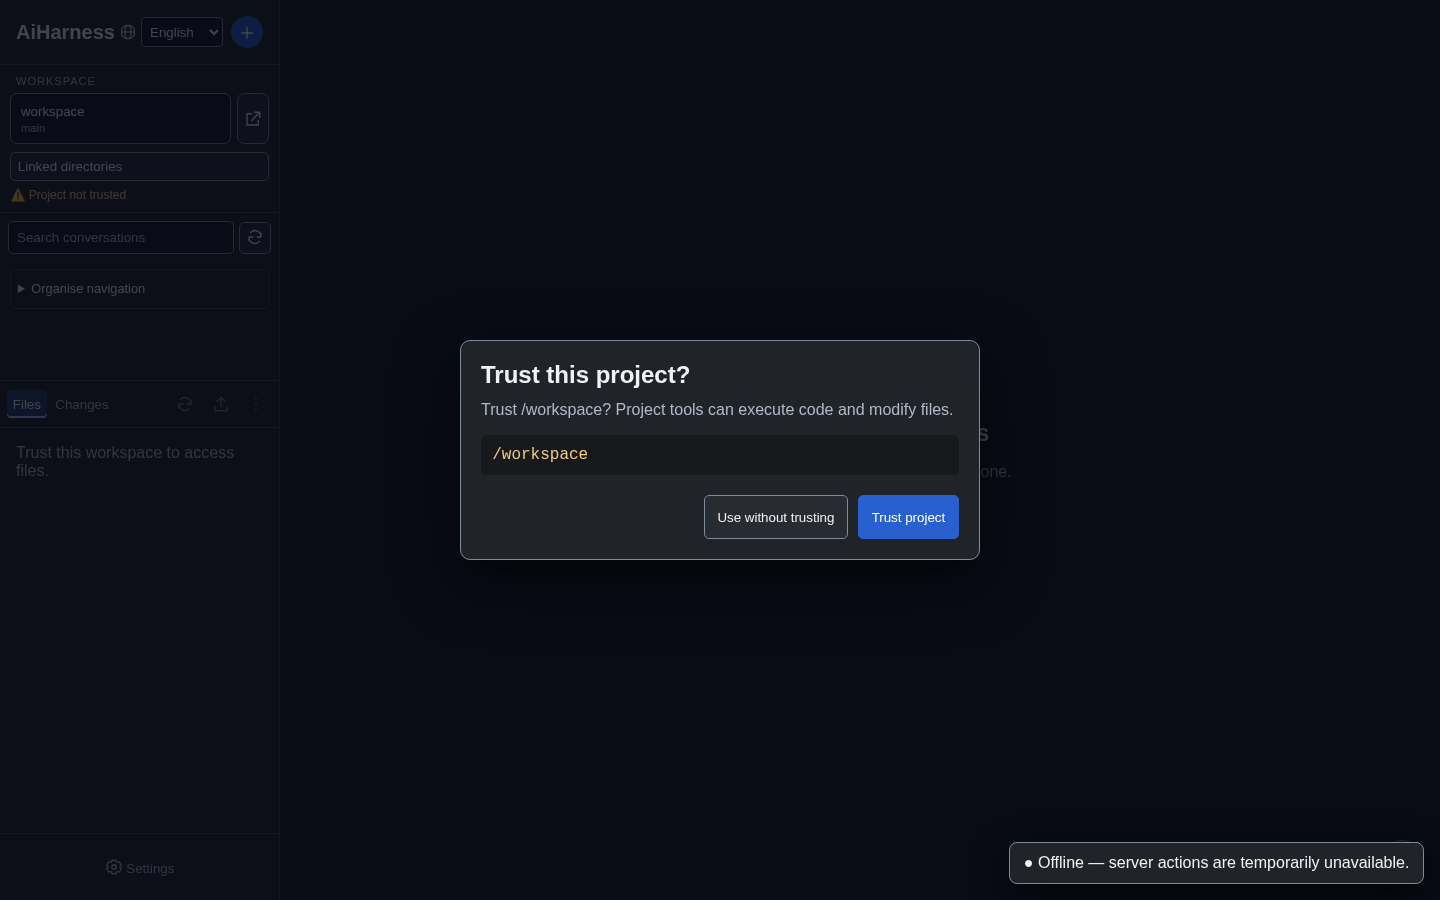 AiHarness English +
WORKSPACE
workspace
main
Linked directories
Project not trusted
Search conversations
Organise navigation
Files Changes
Trust this workspace to access
files.
Settings
Trust this project?
Trust /workspace? Project tools can execute code and modify files.
/workspace
Use without trusting
Trust project
s
one.
Offline — server actions are temporarily unavailable.